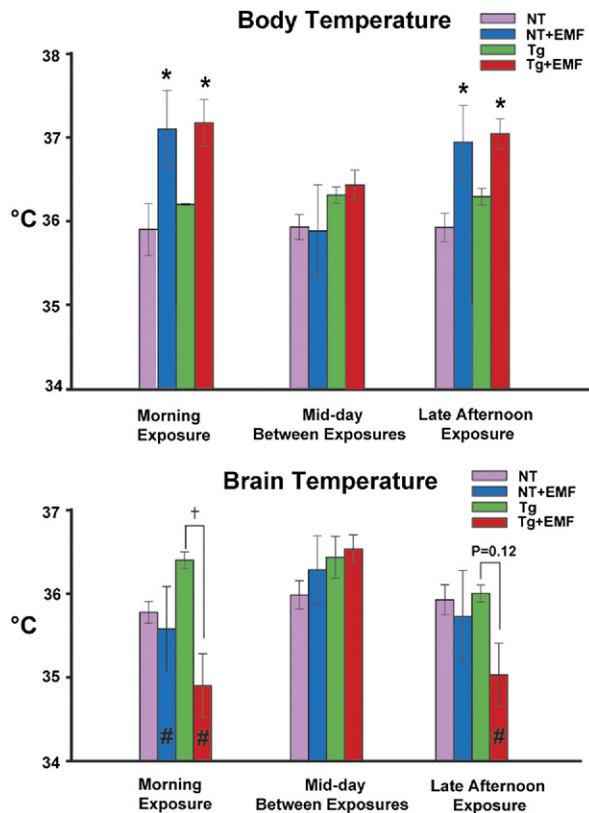 Body Temperature
NT
NT+EMF
Tg
Tg+EMF
38
37
36
35
34
°C
* * * *
Morning
Exposure
Mid-day
Between Exposures
Late Afternoon
Exposure
Brain Temperature
NT
NT+EMF
Tg
Tg+EMF
37
36
35
34
°C
†
P=0.12
# # #
Morning
Exposure
Mid-day
Between Exposures
Late Afternoon
Exposure